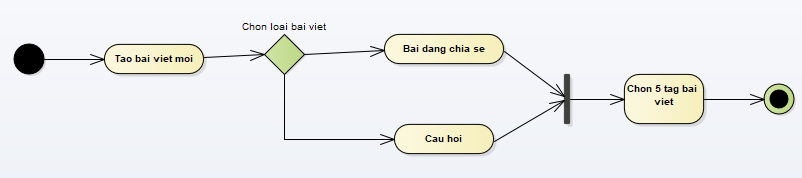 Chon loai bai viet
Tao bai viet moi
Bai dang chia se
Cau hoi
Chon 5 tag bai
viet